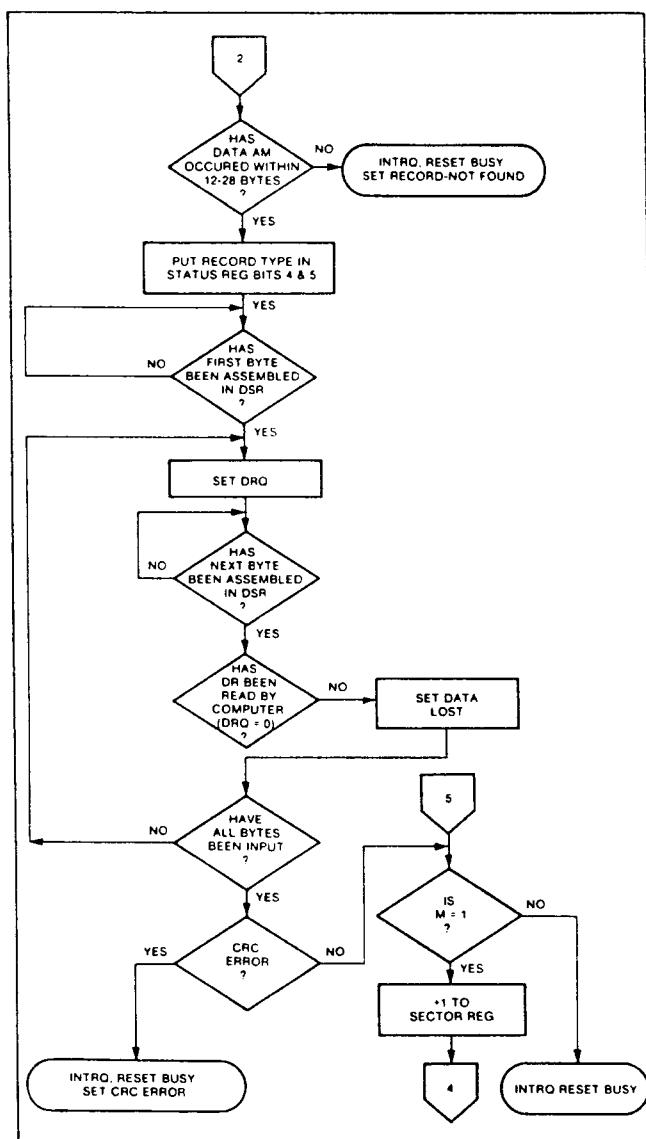 2
HAS
DATA AM
OCCURED WITHIN
12-28 BYTES
?
NO
INTRQ. RESET BUSY
SET RECORD-NOT FOUND
YES
PUT RECORD TYPE IN
STATUS REG BITS 4 & 5
YES
HAS
FIRST BYTE
BEEN ASSEMBLED
IN DSR
?
NO
YES
SET DRQ
HAS
NEXT BYTE
BEEN ASSEMBLED
IN DSR
?
NO
YES
HAS
DR BEEN
READ BY
COMPUTER
(DRQ = 0)
?
NO
SET DATA
LOST
HAVE
ALL BYTES
BEEN INPUT
?
NO
YES
CRC
ERROR
?
YES
NO
INTRQ, RESET BUSY
SET CRC ERROR
5
IS
M = 1
?
NO
YES
+1 TO
SECTOR REG
4
INTRQ RESET BUSY